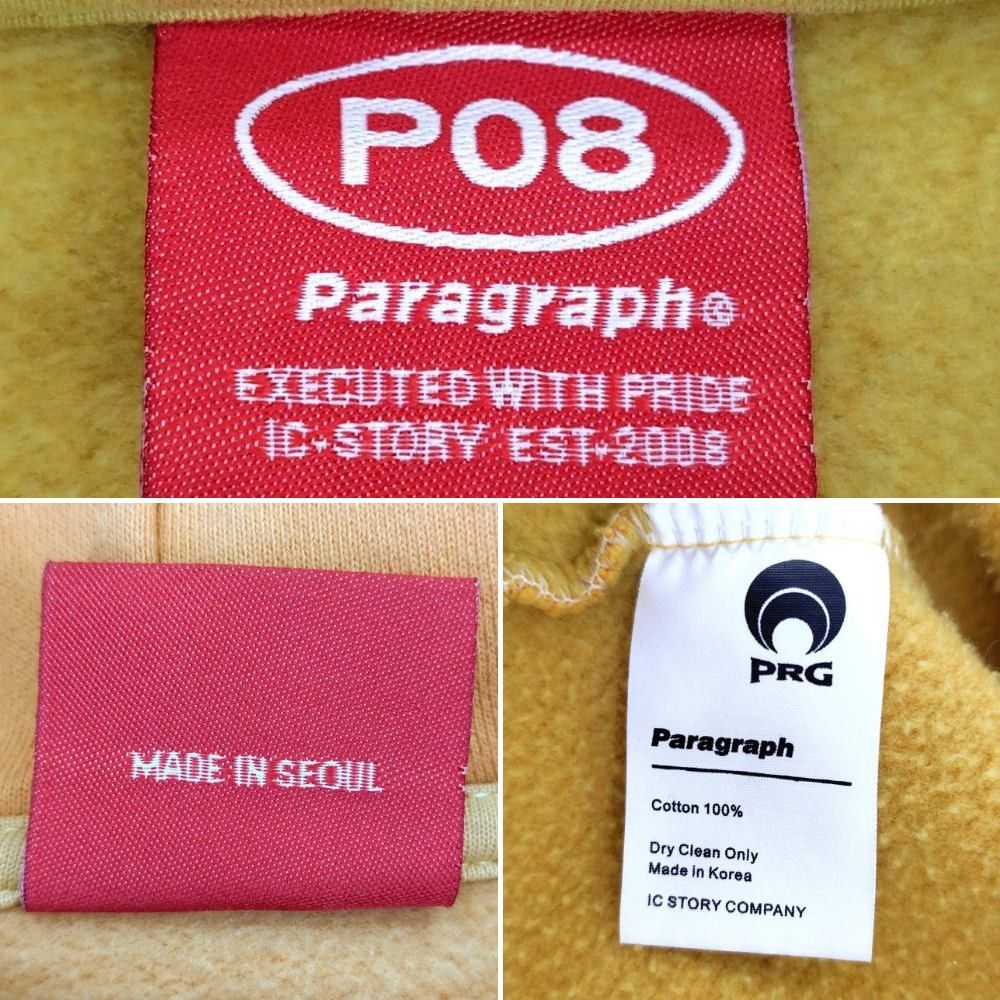 P08
Paragraph®
EXECUTED WITH PRIDE
IC-STORY EST-2008
MADE IN SEOUL
PRG
Paragraph
Cotton 100%
Dry Clean Only
Made in Korea
IC STORY COMPANY